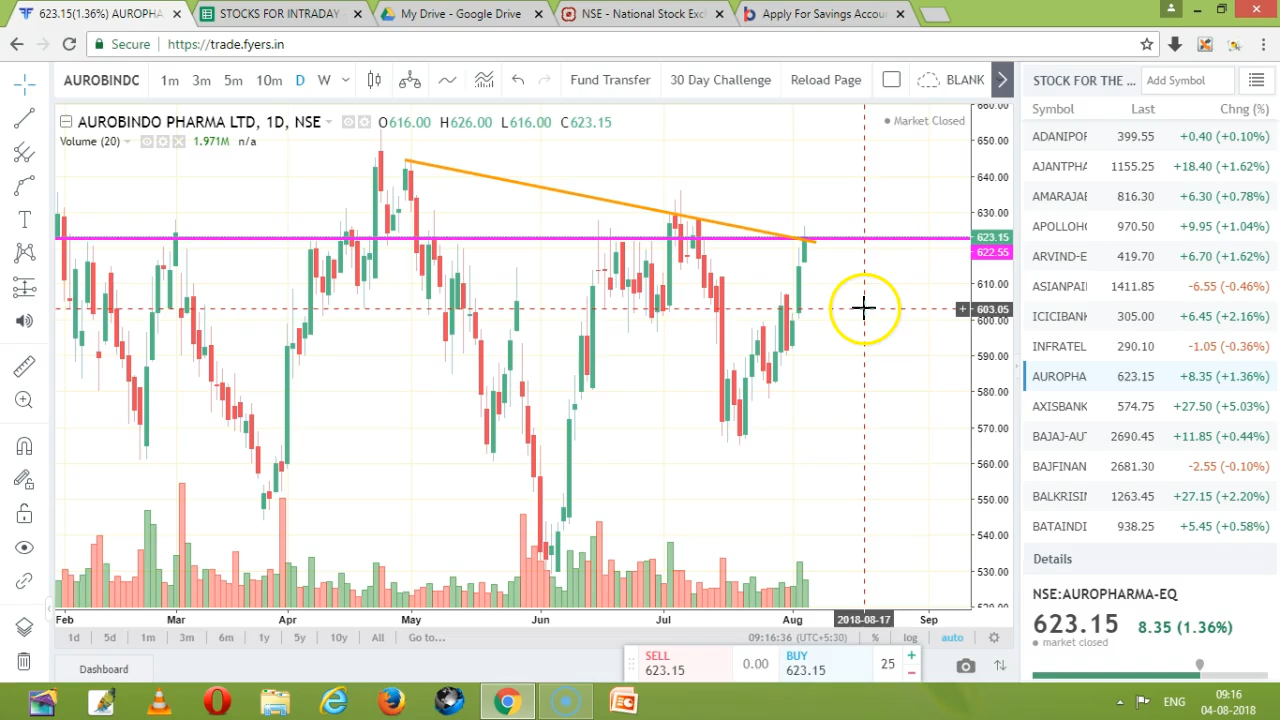 623.15(1.36%) AUROPHA
STOCKS FOR INTRADAY -
My Drive - Google Drive
NSE - National Stock Exc
Apply For Savings Accou
Secure
https://trade.fyers.in
AUROBINDC
1m 3m 5m 10m D W
Fund Transfer
30 Day Challenge
Reload Page
BLANK
STOCK FOR THE ...
Add Symbol
AUROBINDO PHARMA LTD, 1D, NSE
O616.00 H626.00 L616.00 C623.15
Market Closed
Volume (20)
1.971M n/a
660.00
650.00
640.00
630.00
623.15
622.55
610.00
603.05
600.00
590.00
580.00
570.00
560.00
550.00
540.00
530.00
520.00
Feb Mar Apr May Jun Jul Aug 2018-08-17 Sep
1d 5d 1m 3m 6m 1y 5y 10y All Go to...
09:16:36 (UTC+5:30) % log auto
Dashboard
SELL
623.15
0.00
BUY
623.15
25
Symbol Last Chng (%)
ADANIPOF 399.55 +0.40 (+0.10%)
AJANTPHA 1155.25 +18.40 (+1.62%)
AMARAJAE 816.30 +6.30 (+0.78%)
APOLLOHC 970.50 +9.95 (+1.04%)
ARVIND-E 419.70 +6.70 (+1.62%)
ASIANPAI 1411.85 -6.55 (-0.46%)
ICICIBANK 305.00 +6.45 (+2.16%)
INFRATEL 290.10 -1.05 (-0.36%)
AUROPHA 623.15 +8.35 (+1.36%)
AXISBANK 574.75 +27.50 (+5.03%)
BAJAJ-AUT 2690.45 +11.85 (+0.44%)
BAJFINAN 2681.30 -2.55 (-0.10%)
BALKRISIN 1263.45 +27.15 (+2.20%)
BATAINDI 938.25 +5.45 (+0.58%)
Details
NSE:AUROPHARMA-EQ
623.15 8.35 (1.36%)
market closed
ENG
09:16
04-08-2018